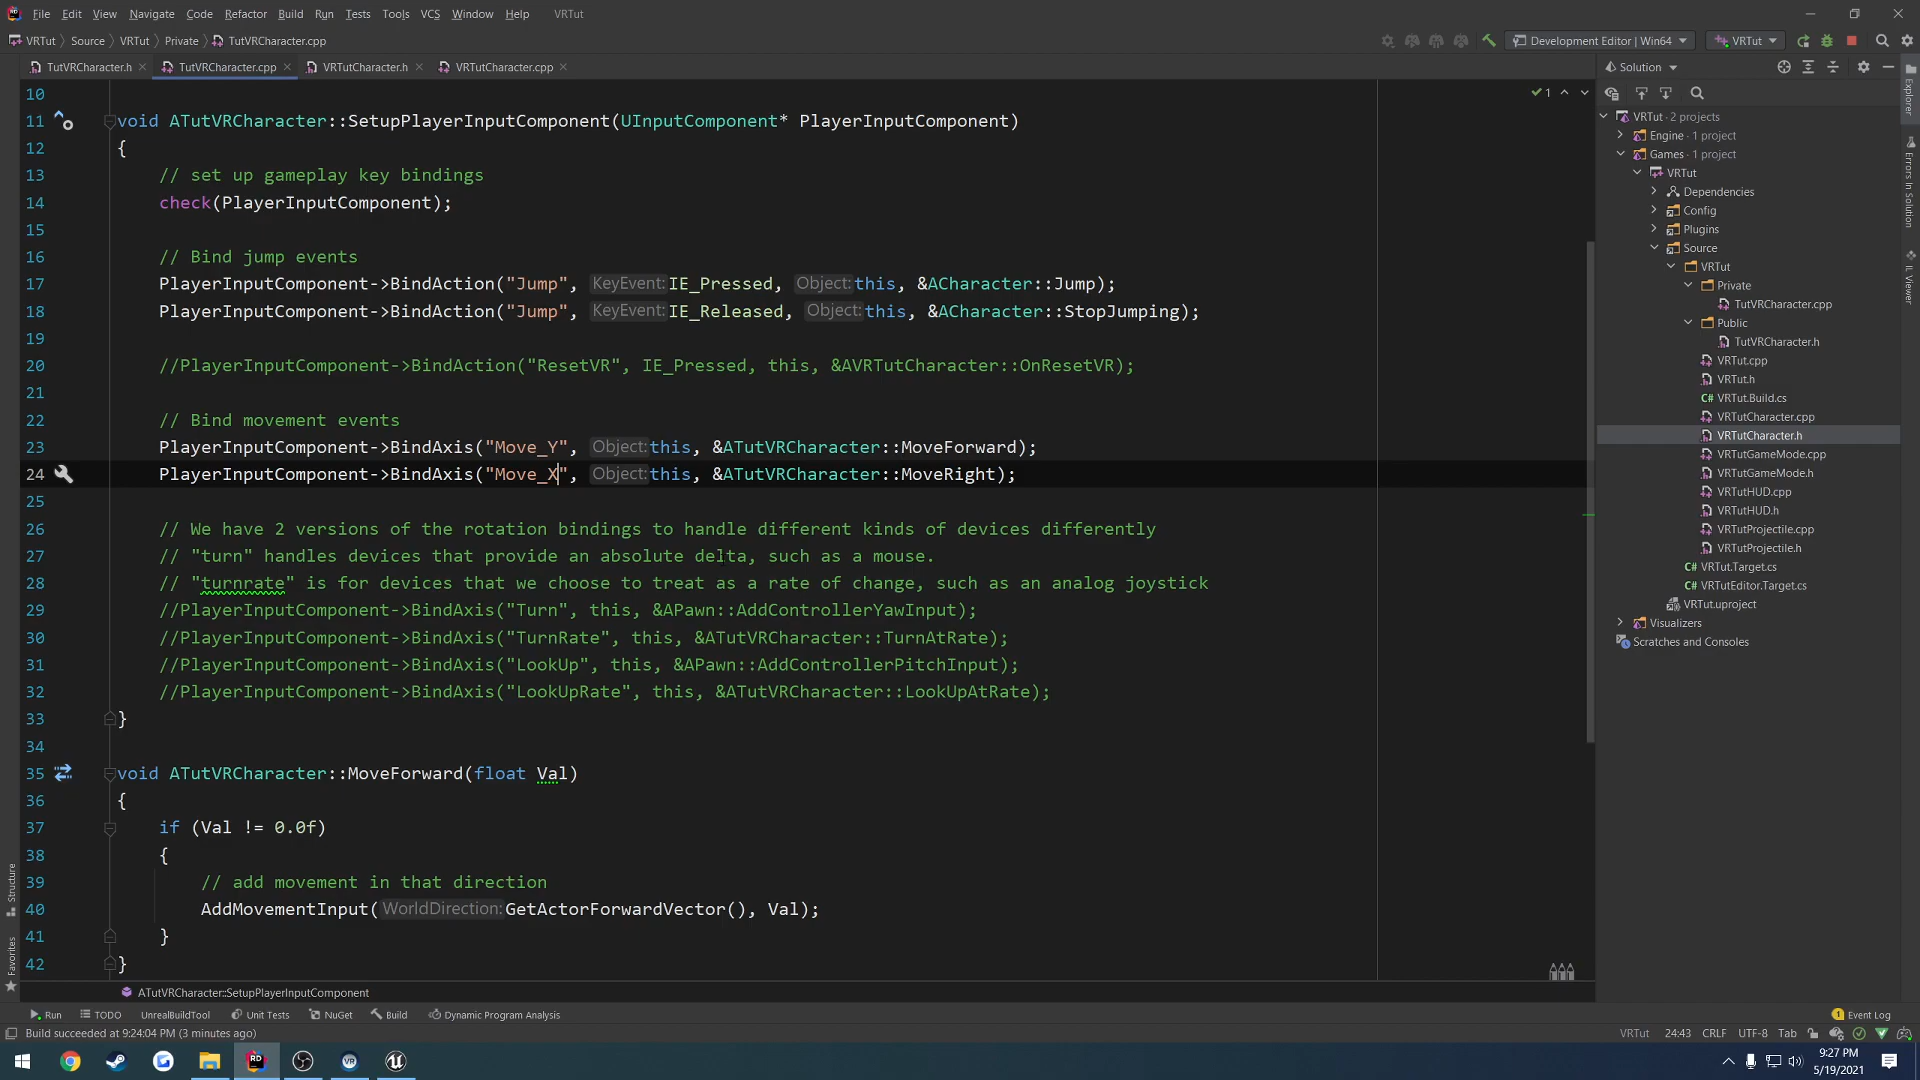 File Edit View Navigate Code Refactor Build Run Tests Tools VCS Window Help VRTut
VRTut Source VRTut Private TutVRCharacter.cpp
Development Editor | Win64 VRTut
TutVRCharacter.h TutVRCharacter.cpp VRTutCharacter.h VRTutCharacter.cpp
Solution
1
10
11 void ATutVRCharacter::SetupPlayerInputComponent(UInputComponent* PlayerInputComponent)
12 {
13 // set up gameplay key bindings
14 check(PlayerInputComponent);
15
16 // Bind jump events
17 PlayerInputComponent->BindAction("Jump", KeyEvent: IE_Pressed, Object: this, &ACharacter::Jump);
18 PlayerInputComponent->BindAction("Jump", KeyEvent: IE_Released, Object: this, &ACharacter::StopJumping);
19
20 //PlayerInputComponent->BindAction("ResetVR", IE_Pressed, this, &AVRTutCharacter::OnResetVR);
21
22 // Bind movement events
23 PlayerInputComponent->BindAxis("Move_Y", Object: this, &ATutVRCharacter::MoveForward);
24 PlayerInputComponent->BindAxis("Move_X", Object: this, &ATutVRCharacter::MoveRight);
25
26 // We have 2 versions of the rotation bindings to handle different kinds of devices differently
27 // "turn" handles devices that provide an absolute delta, such as a mouse.
28 // "turnrate" is for devices that we choose to treat as a rate of change, such as an analog joystick
29 //PlayerInputComponent->BindAxis("Turn", this, &APawn::AddControllerYawInput);
30 //PlayerInputComponent->BindAxis("TurnRate", this, &ATutVRCharacter::TurnAtRate);
31 //PlayerInputComponent->BindAxis("LookUp", this, &APawn::AddControllerPitchInput);
32 //PlayerInputComponent->BindAxis("LookUpRate", this, &ATutVRCharacter::LookUpAtRate);
33 }
34
35 void ATutVRCharacter::MoveForward(float Val)
36 {
37 if (Val != 0.0f)
38 {
39 // add movement in that direction
40 AddMovementInput(WorldDirection: GetActorForwardVector(), Val);
41 }
42 }
VRTut · 2 projects
Engine · 1 project
Games · 1 project
VRTut
Dependencies
Config
Plugins
Source
VRTut
Private
TutVRCharacter.cpp
Public
TutVRCharacter.h
VRTut.cpp
VRTut.h
VRTut.Build.cs
VRTutCharacter.cpp
VRTutCharacter.h
VRTutGameMode.cpp
VRTutGameMode.h
VRTutHUD.cpp
VRTutHUD.h
VRTutProjectile.cpp
VRTutProjectile.h
VRTut.Target.cs
VRTutEditor.Target.cs
VRTut.uproject
Visualizers
Scratches and Consoles
Explorer
Errors In Solution
IL Viewer
Structure
Favorites
ATutVRCharacter::SetupPlayerInputComponent
Run TODO UnrealBuildTool Unit Tests NuGet Build Dynamic Program Analysis 1 Event Log
Build succeeded at 9:24:04 PM (3 minutes ago) VRTut 24:43 CRLF UTF-8 Tab
9:27 PM
5/19/2021